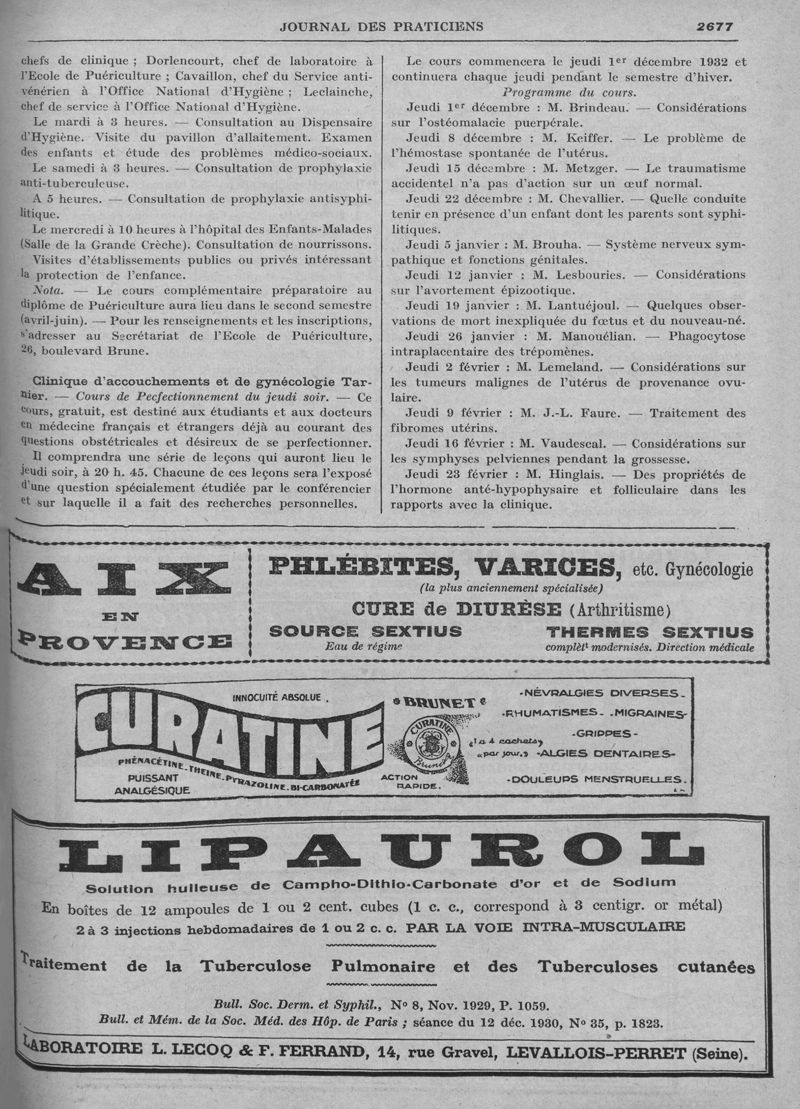 JOURNAL DES PRATICIENS 2677
chefs de clinique ; Dorlencourt, chef de laboratoire à
l'Ecole de Puériculture ; Cavaillon, chef du Service anti-
vénérien à l'Office National d'Hygiène ; Leclainche,
chef de service à l'Office National d'Hygiène.
Le mardi à 3 heures. — Consultation au Dispensaire
d'Hygiène. Visite du pavillon d'allaitement. Examen
des enfants et étude des problèmes médico-sociaux.
Le samedi à 3 heures. — Consultation de prophylaxie
anti-tuberculeuse.
A 5 heures. — Consultation de prophylaxie antisyphi-
litique.
Le mercredi à 10 heures à l'hôpital des Enfants-Malades
(Salle de la Grande Crèche). Consultation de nourrissons.
Visites d'établissements publics ou privés intéressant
la protection de l'enfance.
Nota. — Le cours complémentaire préparatoire au
diplôme de Puériculture aura lieu dans le second semestre
(avril-juin). — Pour les renseignements et les inscriptions,
s'adresser au Secrétariat de l'Ecole de Puériculture,
26, boulevard Brune.
Clinique d'accouchements et de gynécologie Tar-
nier. — Cours de Pecfectionnement du jeudi soir. — Ce
cours, gratuit, est destiné aux étudiants et aux docteurs
en médecine français et étrangers déjà au courant des
questions obstétricales et désireux de se perfectionner.
Il comprendra une série de leçons qui auront lieu le
jeudi soir, à 20 h. 45. Chacune de ces leçons sera l'exposé
d'une question spécialement étudiée par le conférencier
et sur laquelle il a fait des recherches personnelles.
Le cours commencera le jeudi 1er décembre 1932 et
continuera chaque jeudi pendant le semestre d'hiver.
Programme du cours.
Jeudi 1er décembre : M. Brindeau. — Considérations
sur l'ostéomalacie puerpérale.
Jeudi 8 décembre : M. Keiffer. — Le problème de
l'hémostase spontanée de l'utérus.
Jeudi 15 décembre : M. Metzger. — Le traumatisme
accidentel n'a pas d'action sur un œuf normal.
Jeudi 22 décembre : M. Chevallier. — Quelle conduite
tenir en présence d'un enfant dont les parents sont syphi-
litiques.
Jeudi 5 janvier : M. Brouha. — Système nerveux sym-
pathique et fonctions génitales.
Jeudi 12 janvier : M. Lesbouries. — Considérations
sur l'avortement épizootique.
Jeudi 19 janvier : M. Lantuéjoul. — Quelques obser-
vations de mort inexpliquée du fœtus et du nouveau-né.
Jeudi 26 janvier : M. Manouélian. — Phagocytose
intraplacentaire des trépomènes.
Jeudi 2 février : M. Lemeland. — Considérations sur
les tumeurs malignes de l'utérus de provenance ovu-
laire.
Jeudi 9 février : M. J.-L. Faure. — Traitement des
fibromes utérins.
Jeudi 16 février : M. Vaudescal. — Considérations sur
les symphyses pelviennes pendant la grossesse.
Jeudi 23 février : M. Hinglais. — Des propriétés de
l'hormone anté-hypophysaire et folliculaire dans les
rapports avec la clinique.
AIX
EN
PROVENCE
PHLÉBITES, VARICES, etc. Gynécologie
(la plus anciennement spécialisée)
CURE de DIURÈSE (Arthritisme)
SOURCE SEXTIUS THERMES SEXTIUS
Eau de régime complètt modernisés. Direction médicale
INNOCUITÉ ABSOLUE.
CURATINE
PHÉNACÉTINE-THEINE-PYRAZOLINE-BI-CARBONATÉE
PUISSANT
ANALGÉSIQUE
"BRUNET"
CURATINE
Brunet
ACTION
RAPIDE.
"1 à 4 cachets"
"par jour."
-NÉVRALGIES DIVERSES-
-RHUMATISMES- -MIGRAINES-
-GRIPPES-
-ALGIES DENTAIRES-
-DOULEURS MENSTRUELLES.
LIPAUROL
Solution huileuse de Campho-Dithio-Carbonate d'or et de Sodium
En boîtes de 12 ampoules de 1 ou 2 cent. cubes (1 c. c., correspond à 3 centigr. or métal)
2 à 3 injections hebdomadaires de 1 ou 2 c. c. PAR LA VOIE INTRA-MUSCULAIRE
Traitement de la Tuberculose Pulmonaire et des Tuberculoses cutanées
Bull. Soc. Derm. et Syphil., No 8, Nov. 1929, P. 1059.
Bull. et Mém. de la Soc. Méd. des Hôp. de Paris ; séance du 12 déc. 1930, No 35, p. 1823.
LABORATOIRE L. LECOQ & F. FERRAND, 14, rue Gravel, LEVALLOIS-PERRET (Seine).